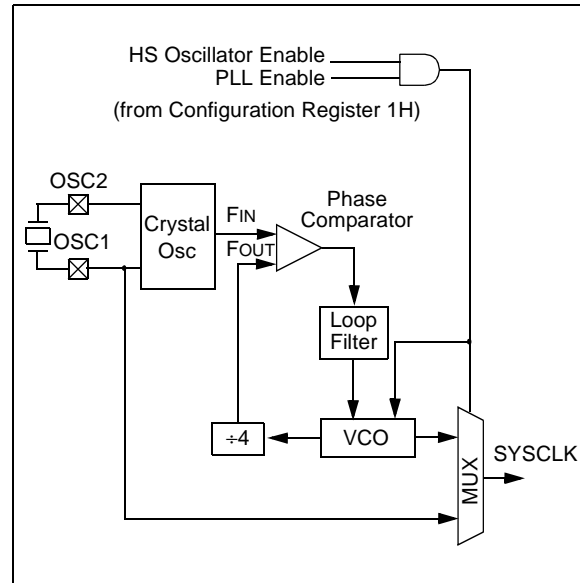 HS Oscillator Enable
PLL Enable
(from Configuration Register 1H)
OSC2
OSC1
Crystal
Osc
FIN
FOUT
Phase
Comparator
Loop
Filter
÷4
VCO
MUX
SYSCLK